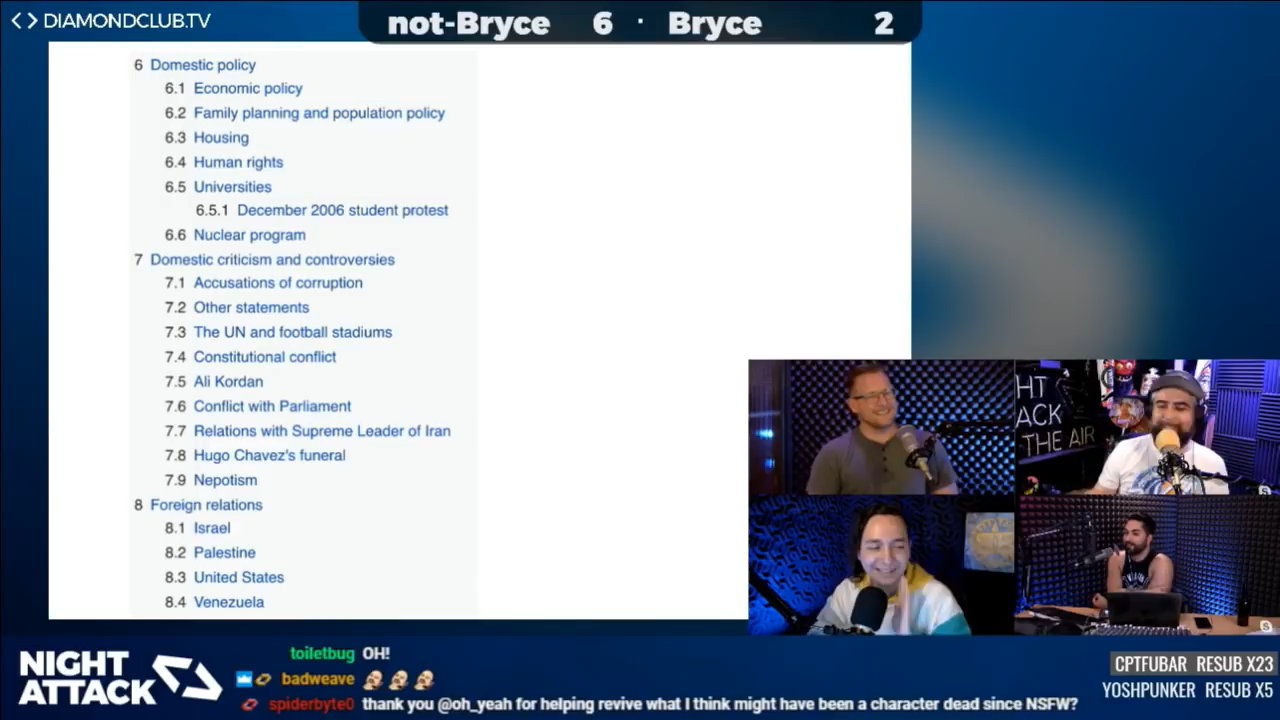 <> DIAMONDCLUB.TV
not-Bryce 6 · Bryce 2
6 Domestic policy
6.1 Economic policy
6.2 Family planning and population policy
6.3 Housing
6.4 Human rights
6.5 Universities
6.5.1 December 2006 student protest
6.6 Nuclear program
7 Domestic criticism and controversies
7.1 Accusations of corruption
7.2 Other statements
7.3 The UN and football stadiums
7.4 Constitutional conflict
7.5 Ali Kordan
7.6 Conflict with Parliament
7.7 Relations with Supreme Leader of Iran
7.8 Hugo Chavez's funeral
7.9 Nepotism
8 Foreign relations
8.1 Israel
8.2 Palestine
8.3 United States
8.4 Venezuela
HT
ACK
THE AIR
NIGHT
ATTACK
toiletbug OH!
badweave
spiderbyte0 thank you @oh_yeah for helping revive what I think might have been a character dead since NSFW?
CPTFUBAR RESUB X23
YOSHPUNKER RESUB X5